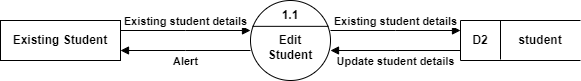 Existing student details
1.1
Existing student details
Existing Student
Edit
Student
D2
student
Alert
Update student details